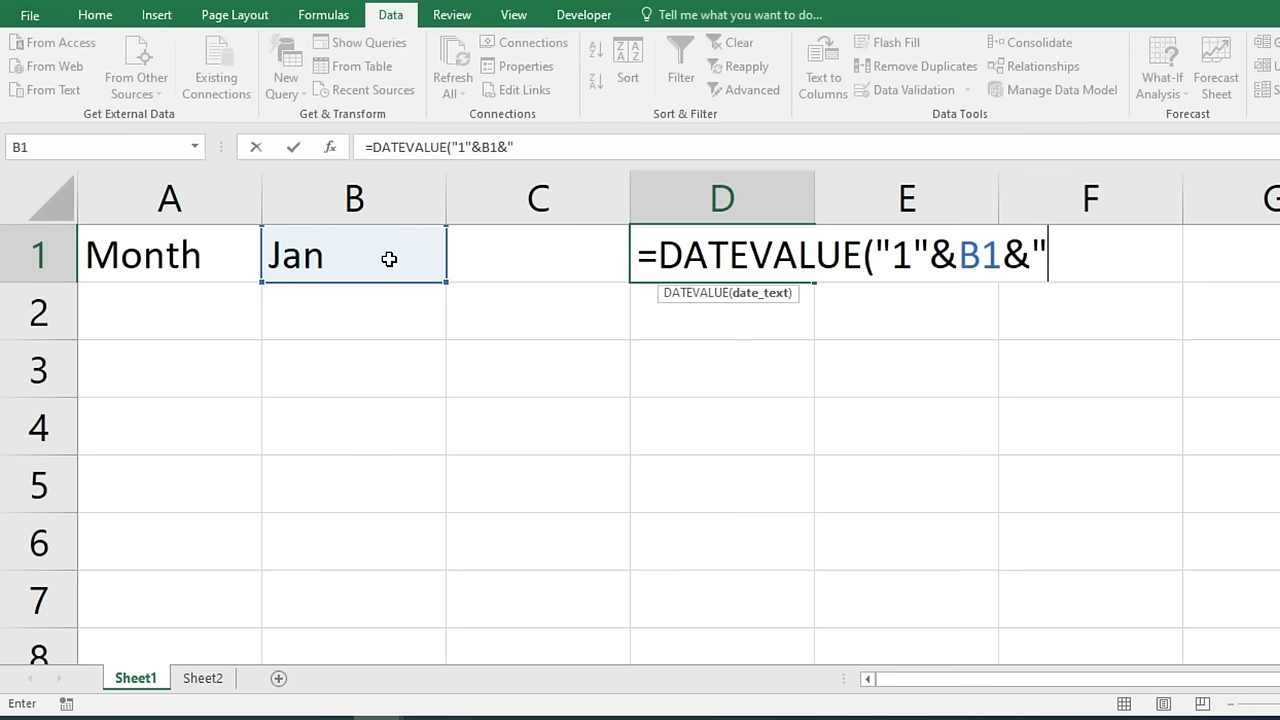 File Home Insert Page Layout Formulas Data Review View Developer Tell me what you want to do...
From Access
From Web
From Text
From Other
Sources
Existing
Connections
Get External Data
New
Query
Show Queries
From Table
Recent Sources
Get & Transform
Refresh
All
Connections
Properties
Edit Links
Connections
Sort
Filter
Clear
Reapply
Advanced
Sort & Filter
Text to
Columns
Flash Fill
Remove Duplicates
Data Validation
Consolidate
Relationships
Manage Data Model
Data Tools
What-If
Analysis
Forecast
Sheet
Forecast
B1 fx =DATEVALUE("1"&B1&"
A B C D E F G
1 Month Jan =DATEVALUE("1"&B1&"
DATEVALUE(date_text)
2
3
4
5
6
7
8
Sheet1 Sheet2
Enter